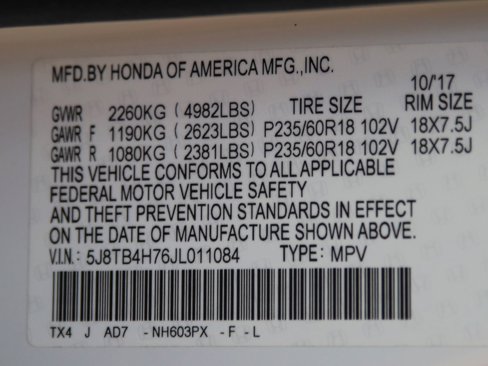 MFD.BY HONDA OF AMERICA MFG.,INC.
10/17
GVWR 2260KG (4982LBS) TIRE SIZE RIM SIZE
GAWR F 1190KG (2623LBS) P235/60R18 102V 18X7.5J
GAWR R 1080KG (2381LBS) P235/60R18 102V 18X7.5J
THIS VEHICLE CONFORMS TO ALL APPLICABLE
FEDERAL MOTOR VEHICLE SAFETY
AND THEFT PREVENTION STANDARDS IN EFFECT
ON THE DATE OF MANUFACTURE SHOWN ABOVE.
V.I.N.: 5J8TB4H76JL011084 TYPE: MPV
TX4 J AD7 -NH603PX -F -L